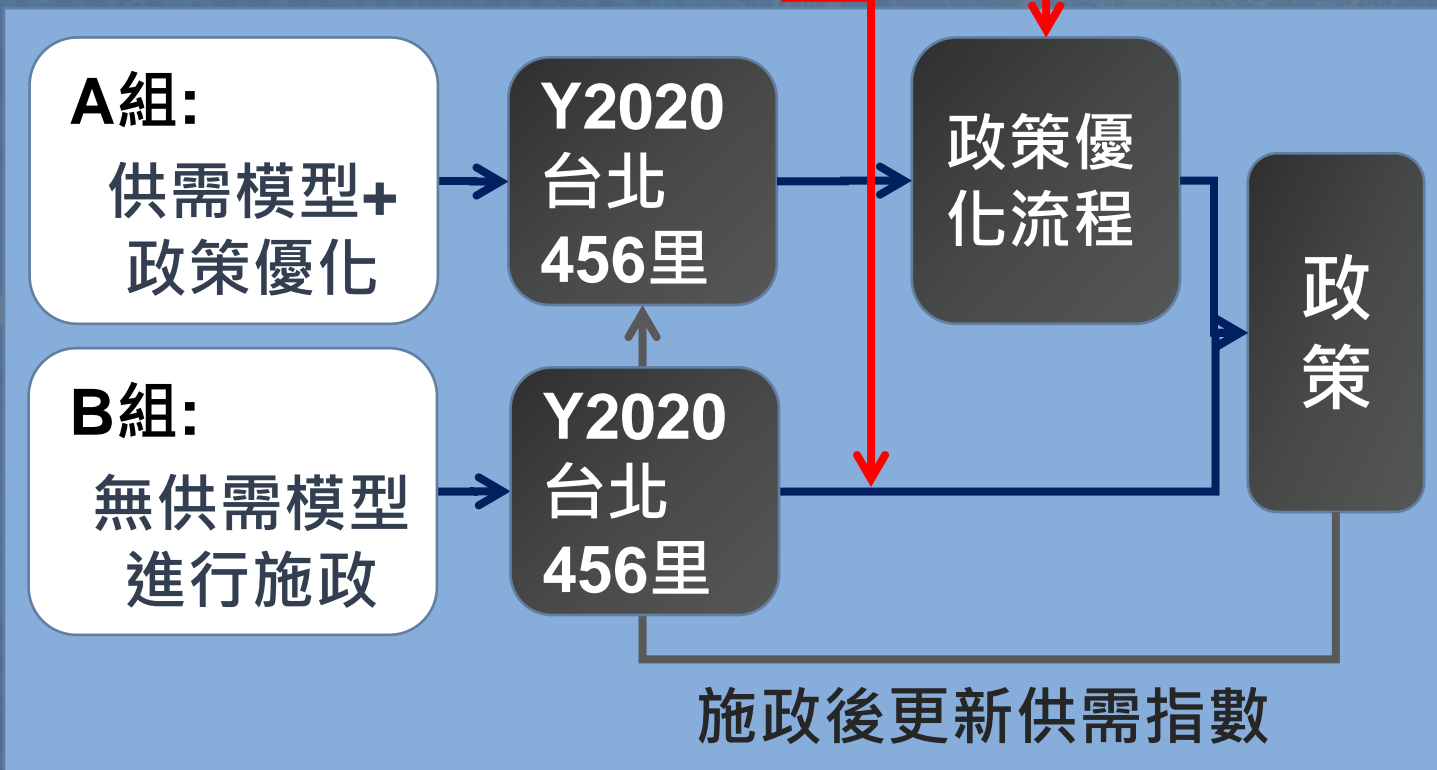 A組:
供需模型+
政策優化
Y2020
台北
456里
政策優
化流程
政
策
B組:
無供需模型
進行施政
Y2020
台北
456里
施政後更新供需指數